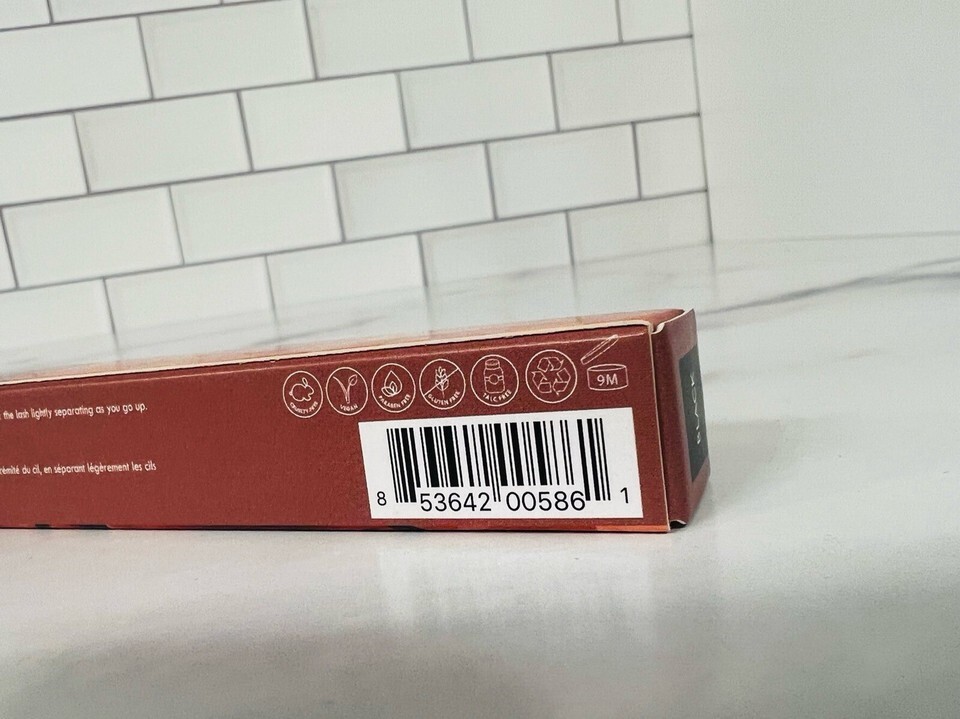 the lash lightly separating as you go up.
émité du cil, en séparant légèrement les cils
CRUELTY FREE
VEGAN
PARABEN FREE
GLUTEN FREE
TALC FREE
9M
8 53642 00586 1
BLACK